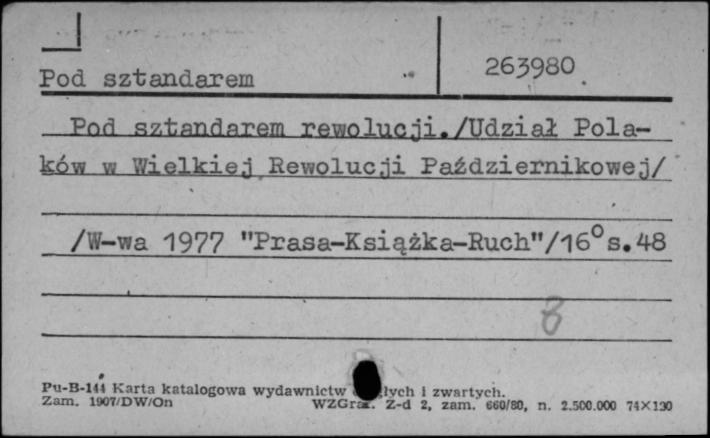 Pod sztandarem 263980
Pod sztandarem rewolucji./Udział Pola-
ków w Wielkiej Rewolucji Październikowej/
/W-wa 1977 "Prasa-Książka-Ruch"/16° s.48
8
Pu-B-144 Karta katalogowa wydawnictw i zwartych.
Zam. 1907/DW/On WZGraf. Z-d 2, zam. 660/80, n. 2.500.000 74×120